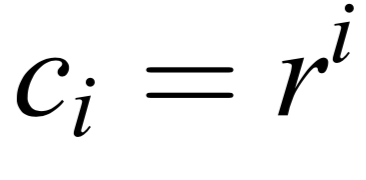 c_i = r^i